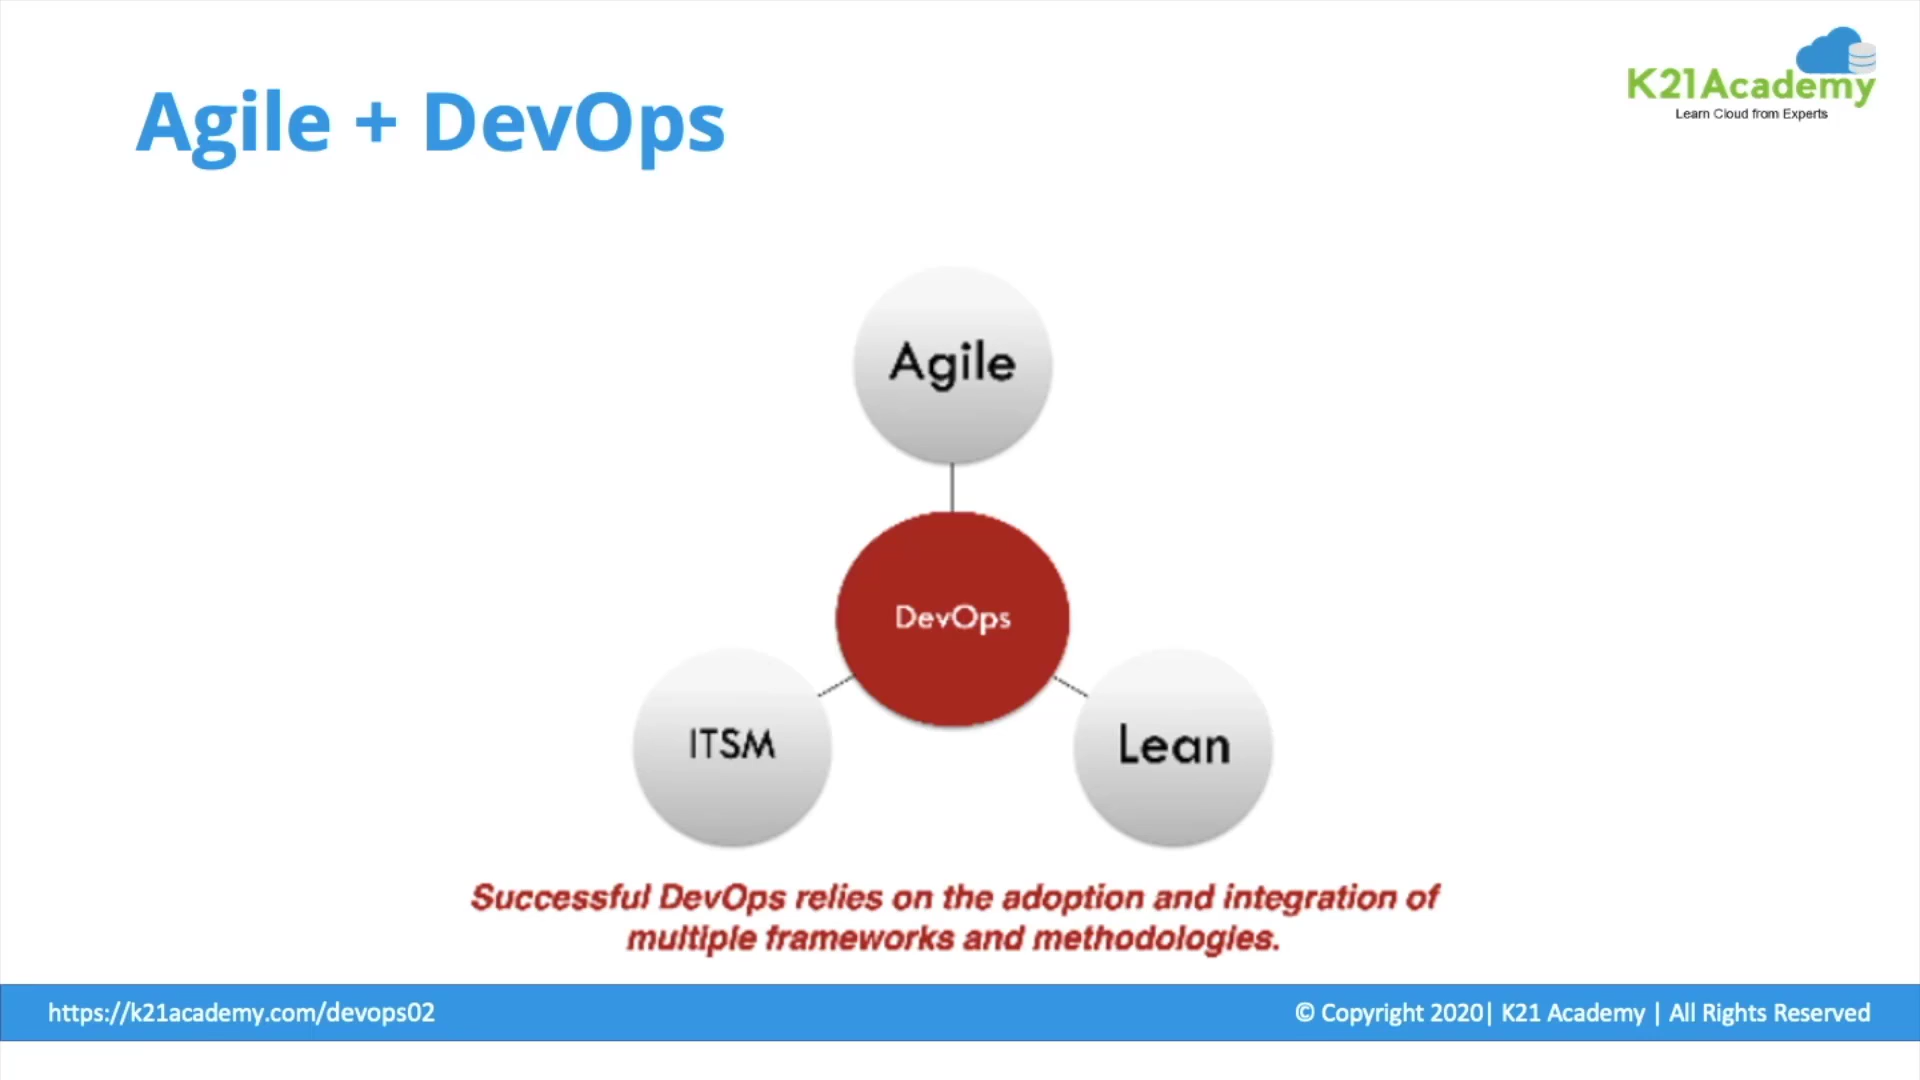 Agile + DevOps
K21Academy
Learn Cloud from Experts
Agile
DevOps
ITSM
Lean
Successful DevOps relies on the adoption and integration of
multiple frameworks and methodologies.
https://k21academy.com/devops02
© Copyright 2020| K21 Academy | All Rights Reserved